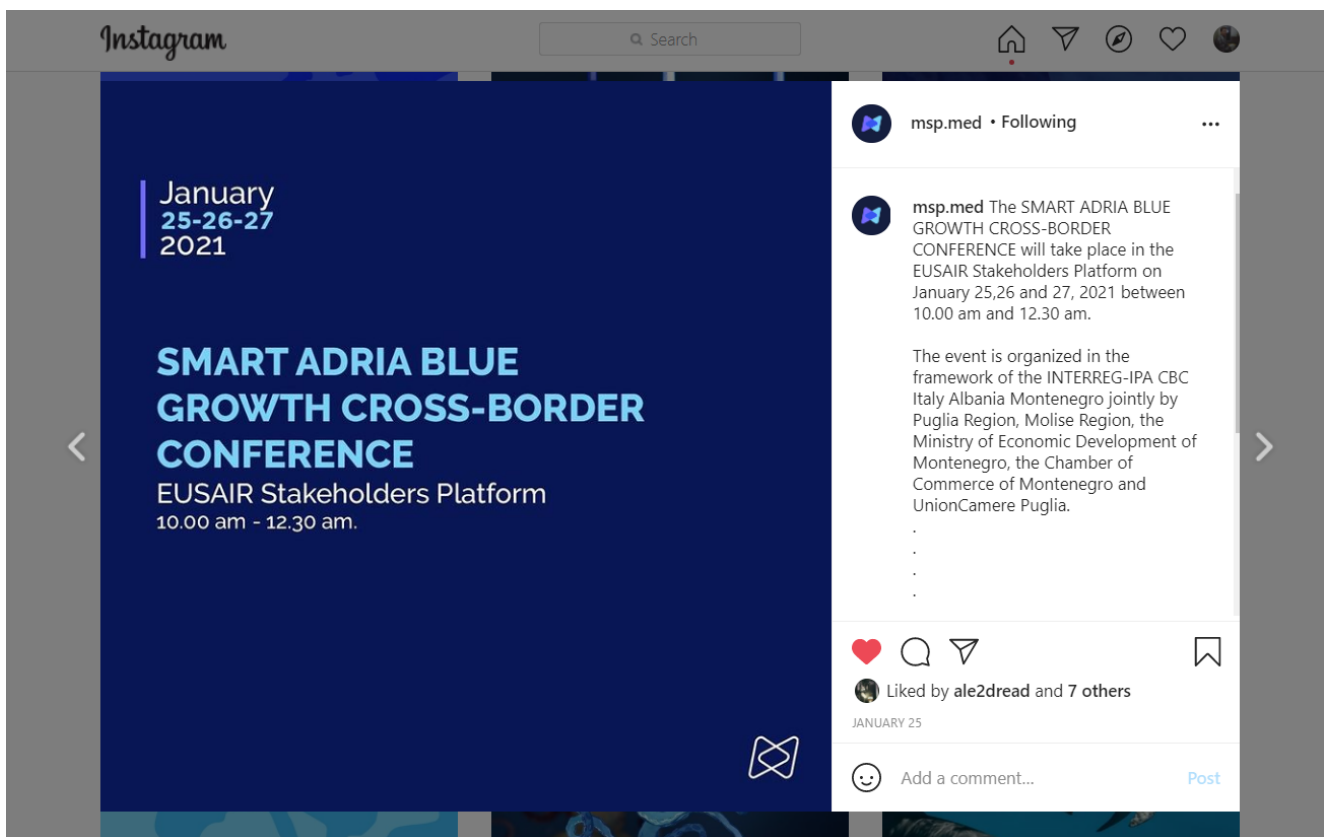 Instagram
Search
January
25-26-27
2021
SMART ADRIA BLUE
GROWTH CROSS-BORDER
CONFERENCE
EUSAIR Stakeholders Platform
10.00 am - 12.30 am.
msp.med • Following
msp.med The SMART ADRIA BLUE
GROWTH CROSS-BORDER
CONFERENCE will take place in the
EUSAIR Stakeholders Platform on
January 25,26 and 27, 2021 between
10.00 am and 12.30 am.
The event is organized in the
framework of the INTERREG-IPA CBC
Italy Albania Montenegro jointly by
Puglia Region, Molise Region, the
Ministry of Economic Development of
Montenegro, the Chamber of
Commerce of Montenegro and
UnionCamere Puglia.
.
.
.
.
Liked by ale2dread and 7 others
JANUARY 25
Add a comment...
Post